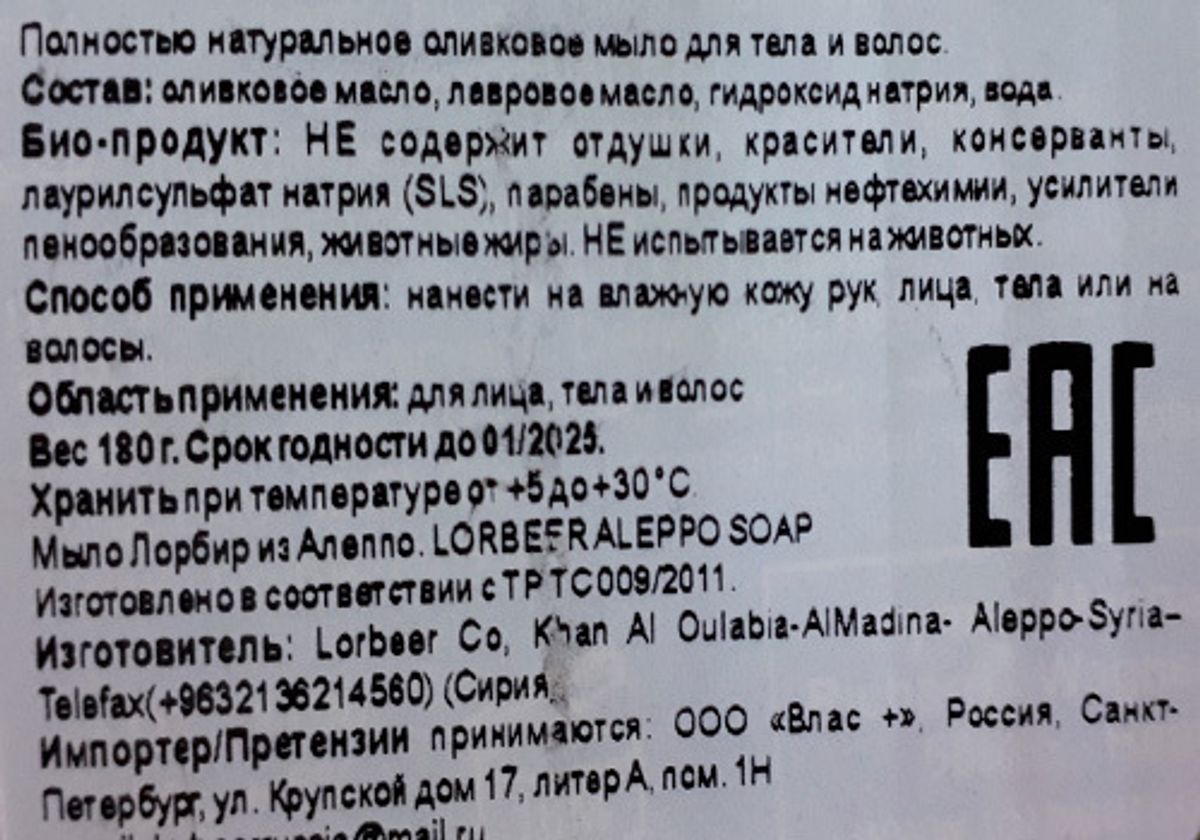 Полностью натуральное оливковое мыло для тела и волос.
Состав: оливковое масло, лавровое масло, гидроксид натрия, вода.
Био-продукт: НЕ содержит отдушки, красители, консерванты,
лаурилсульфат натрия (SLS), парабены, продукты нефтехимии, усилители
пенообразования, животные жиры. НЕ испытывается на животных.
Способ применения: нанести на влажную кожу рук, лица, тела или на
волосы.
Область применения: для лица, тела и волос
Вес 180 г. Срок годности до 01/2025.
Хранить при температуре от +5 до +30°С.
Мыло Лорбир из Алеппо. LORBEER ALEPPO SOAP
Изготовлено в соответствии с ТР ТС 009/2011.
Изготовитель: Lorbeer Co, Khan Al Oulabia-AlMadina- Aleppo-Syria–
Telefax(+9632136214560) (Сирия)
Импортер/Претензии принимаются: ООО «Влас +», Россия, Санкт-
Петербург, ул. Крупской дом 17, литер А, пом. 1Н
@mail.ru
EAC